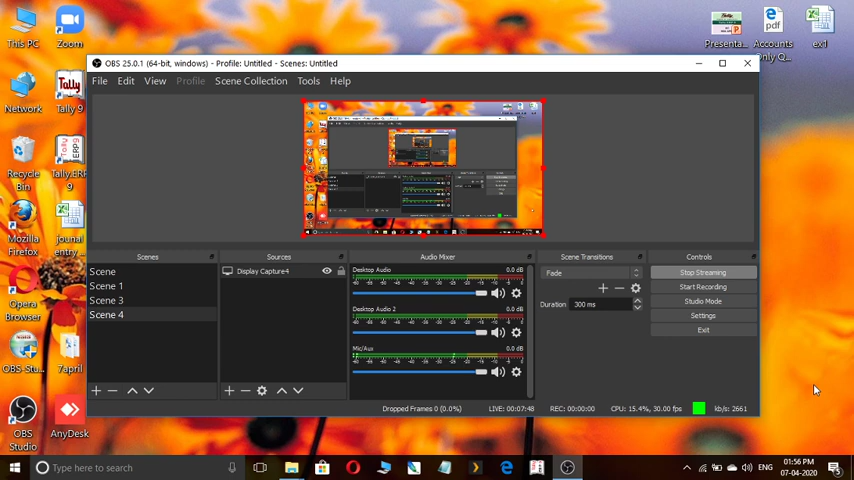 This PC
Zoom
Presenta...
Accounts
Only Q...
ex1
OBS 25.0.1 (64-bit, windows) - Profile: Untitled - Scenes: Untitled
File Edit View Profile Scene Collection Tools Help
Network
Tally 9
Recycle
Bin
Tally.ERP
9
Mozilla
Firefox
jounal
entry
Opera
Browser
OBS-Stu...
7april
OBS
Studio
AnyDesk
Scenes
Scene
Scene 1
Scene 3
Scene 4
Sources
Display Capture4
Audio Mixer
Desktop Audio 0.0 dB
Desktop Audio 2 0.0 dB
Mic/Aux 0.0 dB
Scene Transitions
Fade
Duration 300 ms
Controls
Stop Streaming
Start Recording
Studio Mode
Settings
Exit
Dropped Frames 0 (0.0%) LIVE: 00:07:48 REC: 00:00:00 CPU: 15.4%, 30.00 fps kb/s: 2661
Type here to search
ENG
01:56 PM
07-04-2020